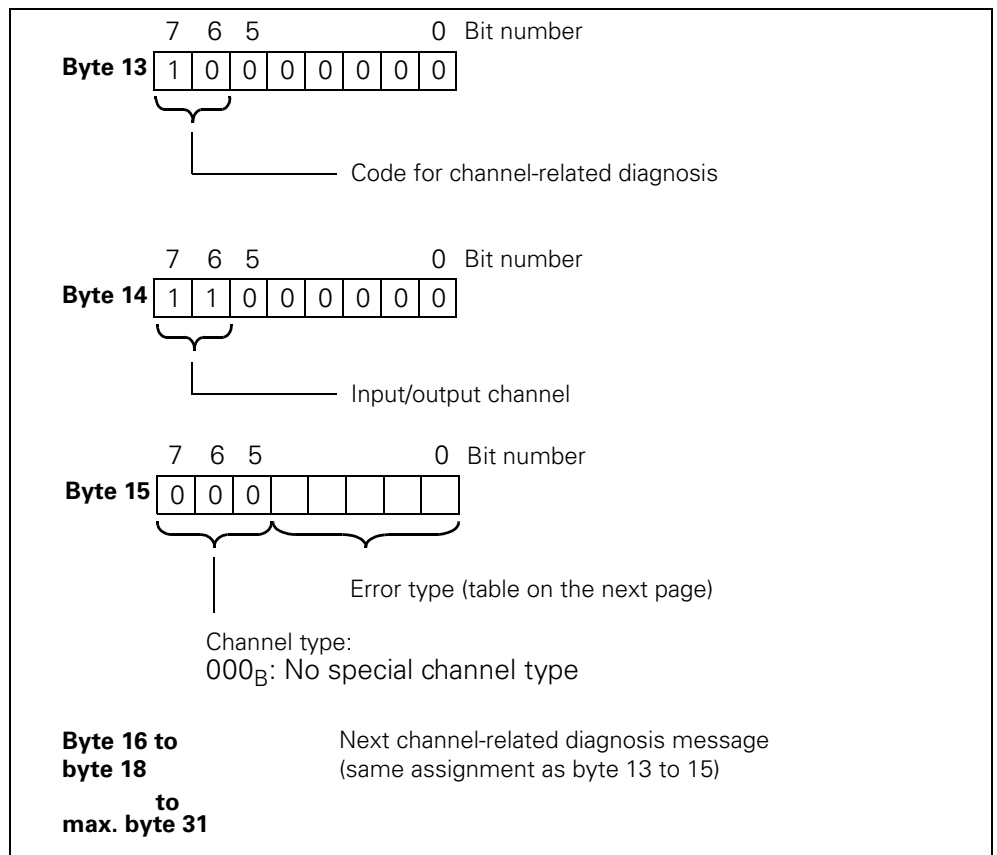 7 6 5 0 Bit number
Byte 13 1 0 0 0 0 0 0 0
Code for channel-related diagnosis
7 6 5 0 Bit number
Byte 14 1 1 0 0 0 0 0 0
Input/output channel
7 6 5 0 Bit number
Byte 15 0 0 0
Error type (table on the next page)
Channel type:
000B: No special channel type
Byte 16 to Next channel-related diagnosis message
byte 18 (same assignment as byte 13 to 15)
to
max. byte 31